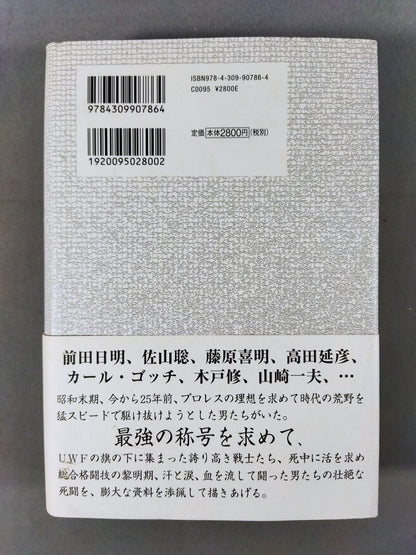 ISBN978-4-309-90786-4
C0095 ¥2800E
9784309907864
定価 本体2800円 (税別)
1920095028002
前田日明、佐山聡、藤原喜明、高田延彦、
カール・ゴッチ、木戸修、山崎一夫、…
昭和末期、今から25年前、プロレスの理想を求めて時代の荒野を
猛スピードで駆け抜けようとした男たちがいた。
最強の称号を求めて、
UWFの旗の下に集まった誇り高き戦士たち、死中に活を求め
総合格闘技の黎明期、汗と涙、血を流して闘った男たちの壮絶な
死闘を、膨大な資料を渉猟して描きあげる。